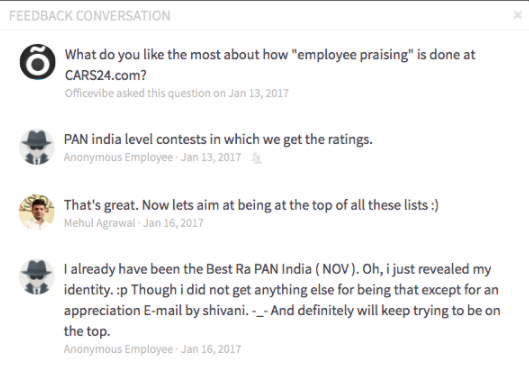 FEEDBACK CONVERSATION
What do you like the most about how "employee praising" is done at
CARS24.com?
Officevibe asked this question on Jan 13, 2017
PAN india level contests in which we get the ratings.
Anonymous Employee · Jan 13, 2017
That's great. Now lets aim at being at the top of all these lists :)
Mehul Agrawal · Jan 16, 2017
I already have been the Best Ra PAN India ( NOV ). Oh, i just revealed my
identity. :p Though i did not get anything else for being that except for an
appreciation E-mail by shivani. -_- And definitely will keep trying to be on
the top.
Anonymous Employee · Jan 16, 2017